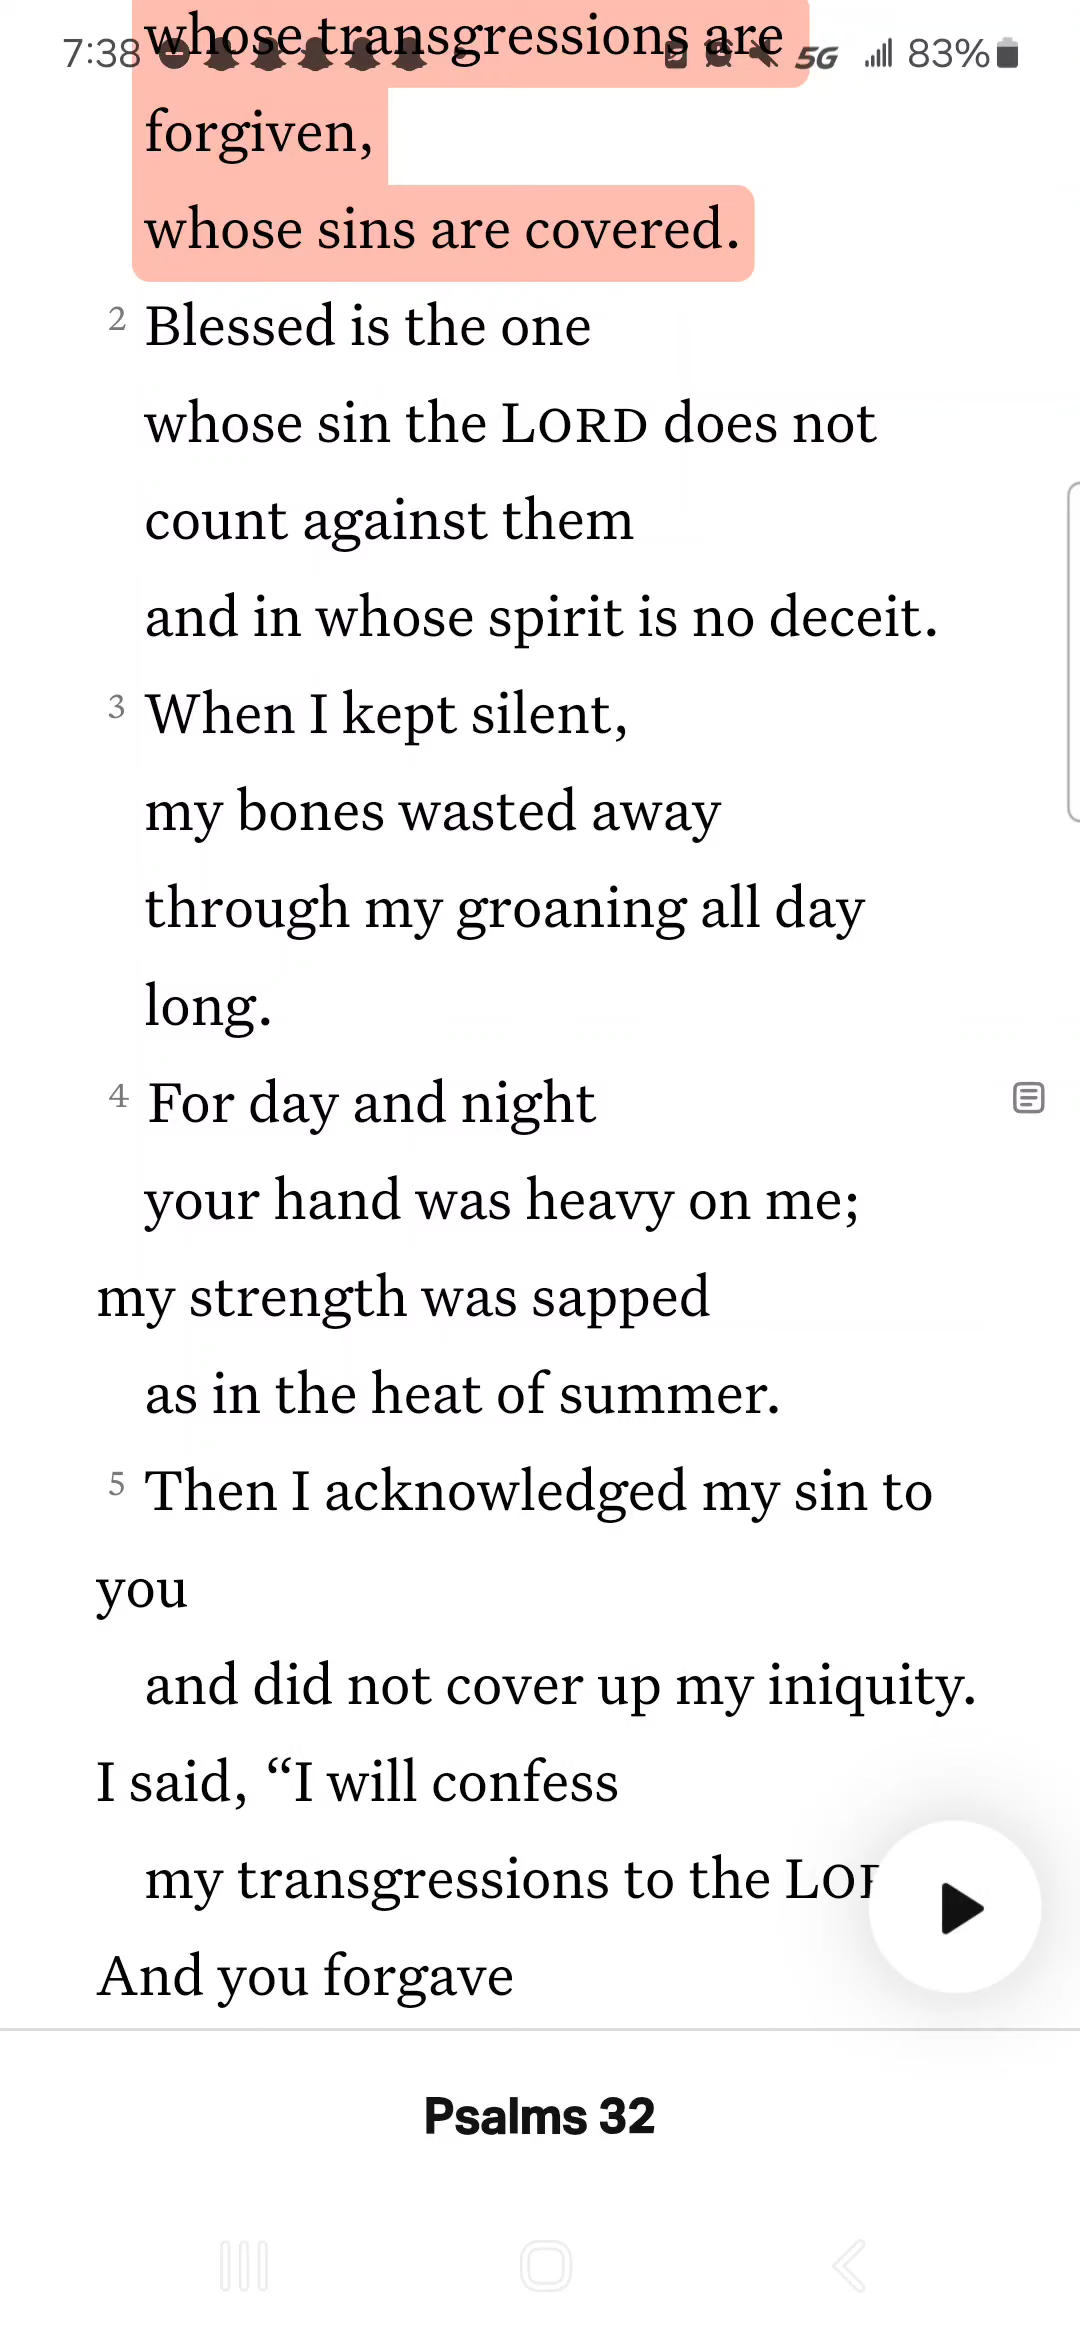 whose transgressions are
7:38 5G 83%
forgiven,
whose sins are covered.
2 Blessed is the one
whose sin the LORD does not
count against them
and in whose spirit is no deceit.
3 When I kept silent,
my bones wasted away
through my groaning all day
long.
4 For day and night
your hand was heavy on me;
my strength was sapped
as in the heat of summer.
5 Then I acknowledged my sin to
you
and did not cover up my iniquity.
I said, “I will confess
my transgressions to the
And you forgave
Psalms 32